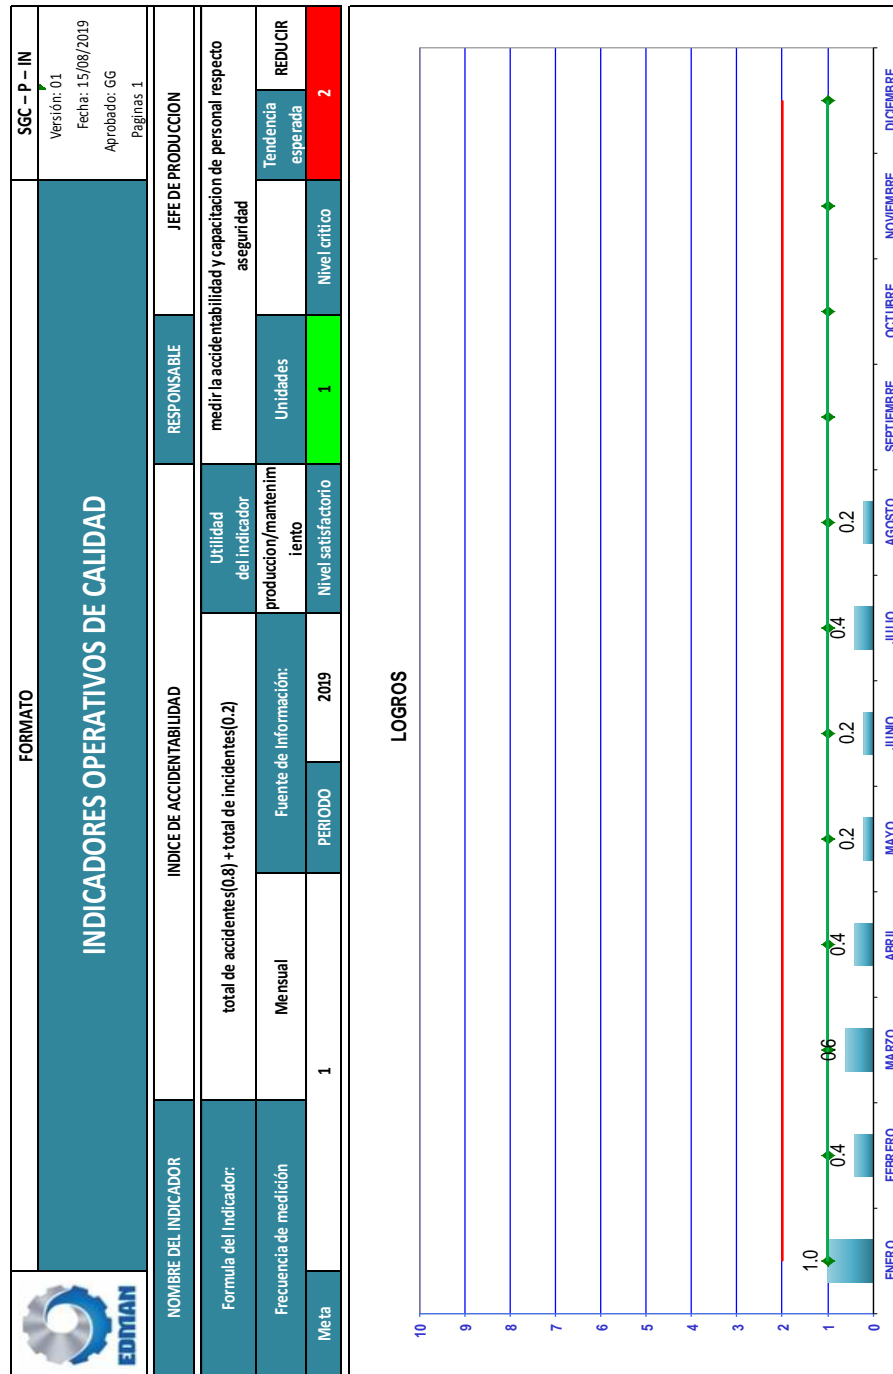 EDMAN
FORMATO
INDICADORES OPERATIVOS DE CALIDAD
SGC – P – IN
Versión: 01
Fecha: 15/08/2019
Aprobado: GG
Paginas 1
NOMBRE DEL INDICADOR
INDICE DE ACCIDENTABILIDAD
RESPONSABLE
JEFE DE PRODUCCION
Formula del Indicador:
total de accidentes(0.8) + total de incidentes(0.2)
Utilidad
del indicador
medir la accidentabilidad y capacitacion de personal respecto
aseguridad
Frecuencia de medición
Mensual
Fuente de Información:
produccion/mantenim
iento
Unidades
Tendencia
esperada
REDUCIR
Meta
1
PERIODO
2019
Nivel satisfactorio
1
Nivel critico
2
LOGROS
10
9
8
7
6
5
4
3
2
1
0
1.0
0.4
0.6
0.4
0.2
0.2
0.4
0.2
ENERO
FEBRERO
MARZO
ABRIL
MAYO
JUNIO
JULIO
AGOSTO
SEPTIEMBRE
OCTUBRE
NOVIEMBRE
DICIEMBRE